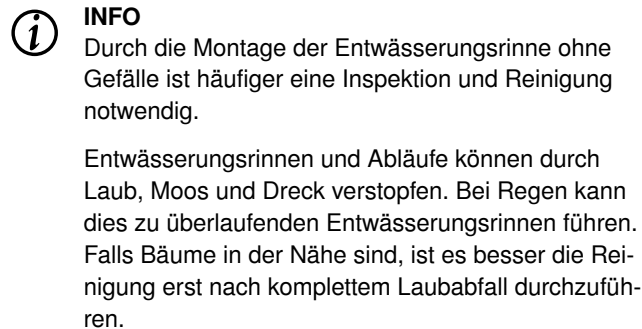 INFO
Durch die Montage der Entwässerungsrinne ohne
Gefälle ist häufiger eine Inspektion und Reinigung
notwendig.
Entwässerungsrinnen und Abläufe können durch
Laub, Moos und Dreck verstopfen. Bei Regen kann
dies zu überlaufenden Entwässerungsrinnen führen.
Falls Bäume in der Nähe sind, ist es besser die Rei-
nigung erst nach komplettem Laubabfall durchzufüh-
ren.